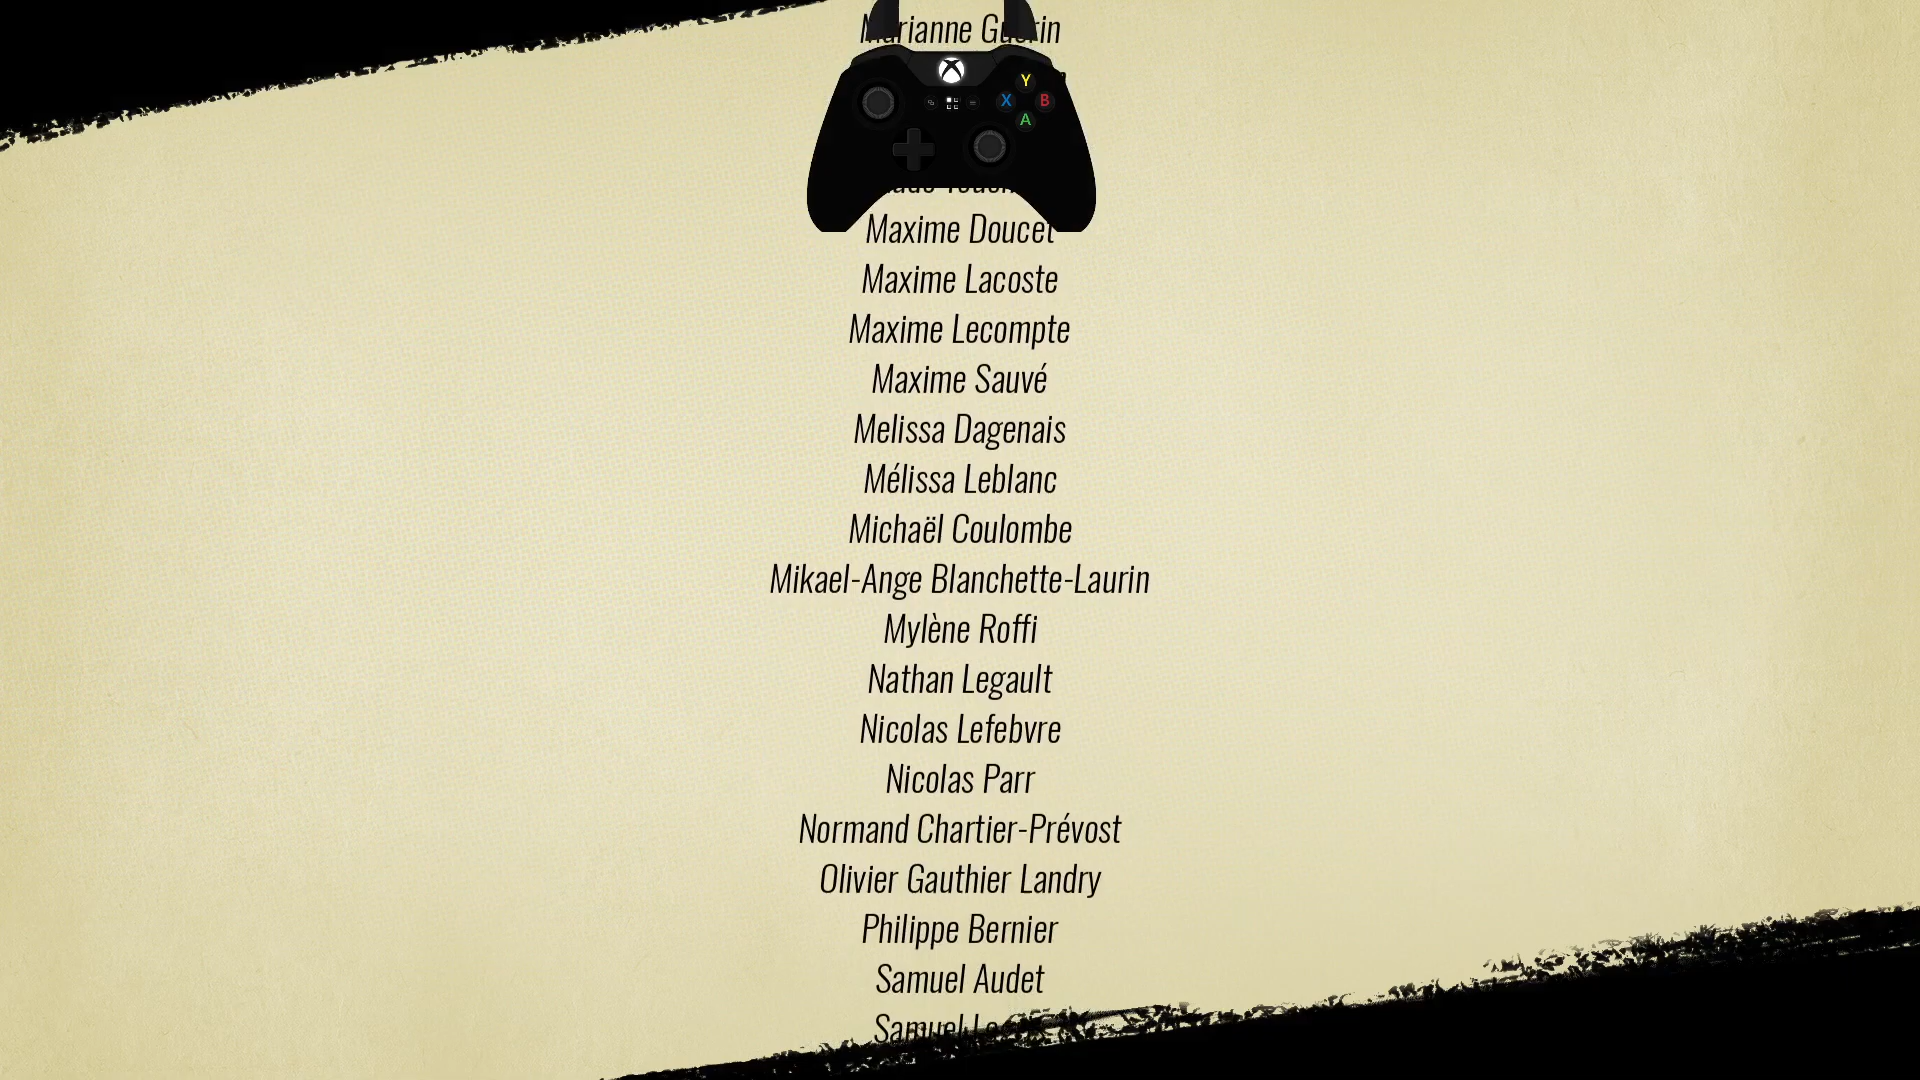 Y
X B
A
Maxime Doucet
Maxime Lacoste
Maxime Lecompte
Maxime Sauvé
Melissa Dagenais
Mélissa Leblanc
Michaël Coulombe
Mikael-Ange Blanchette-Laurin
Mylène Roffi
Nathan Legault
Nicolas Lefebvre
Nicolas Parr
Normand Chartier-Prévost
Olivier Gauthier Landry
Philippe Bernier
Samuel Audet
Samuel